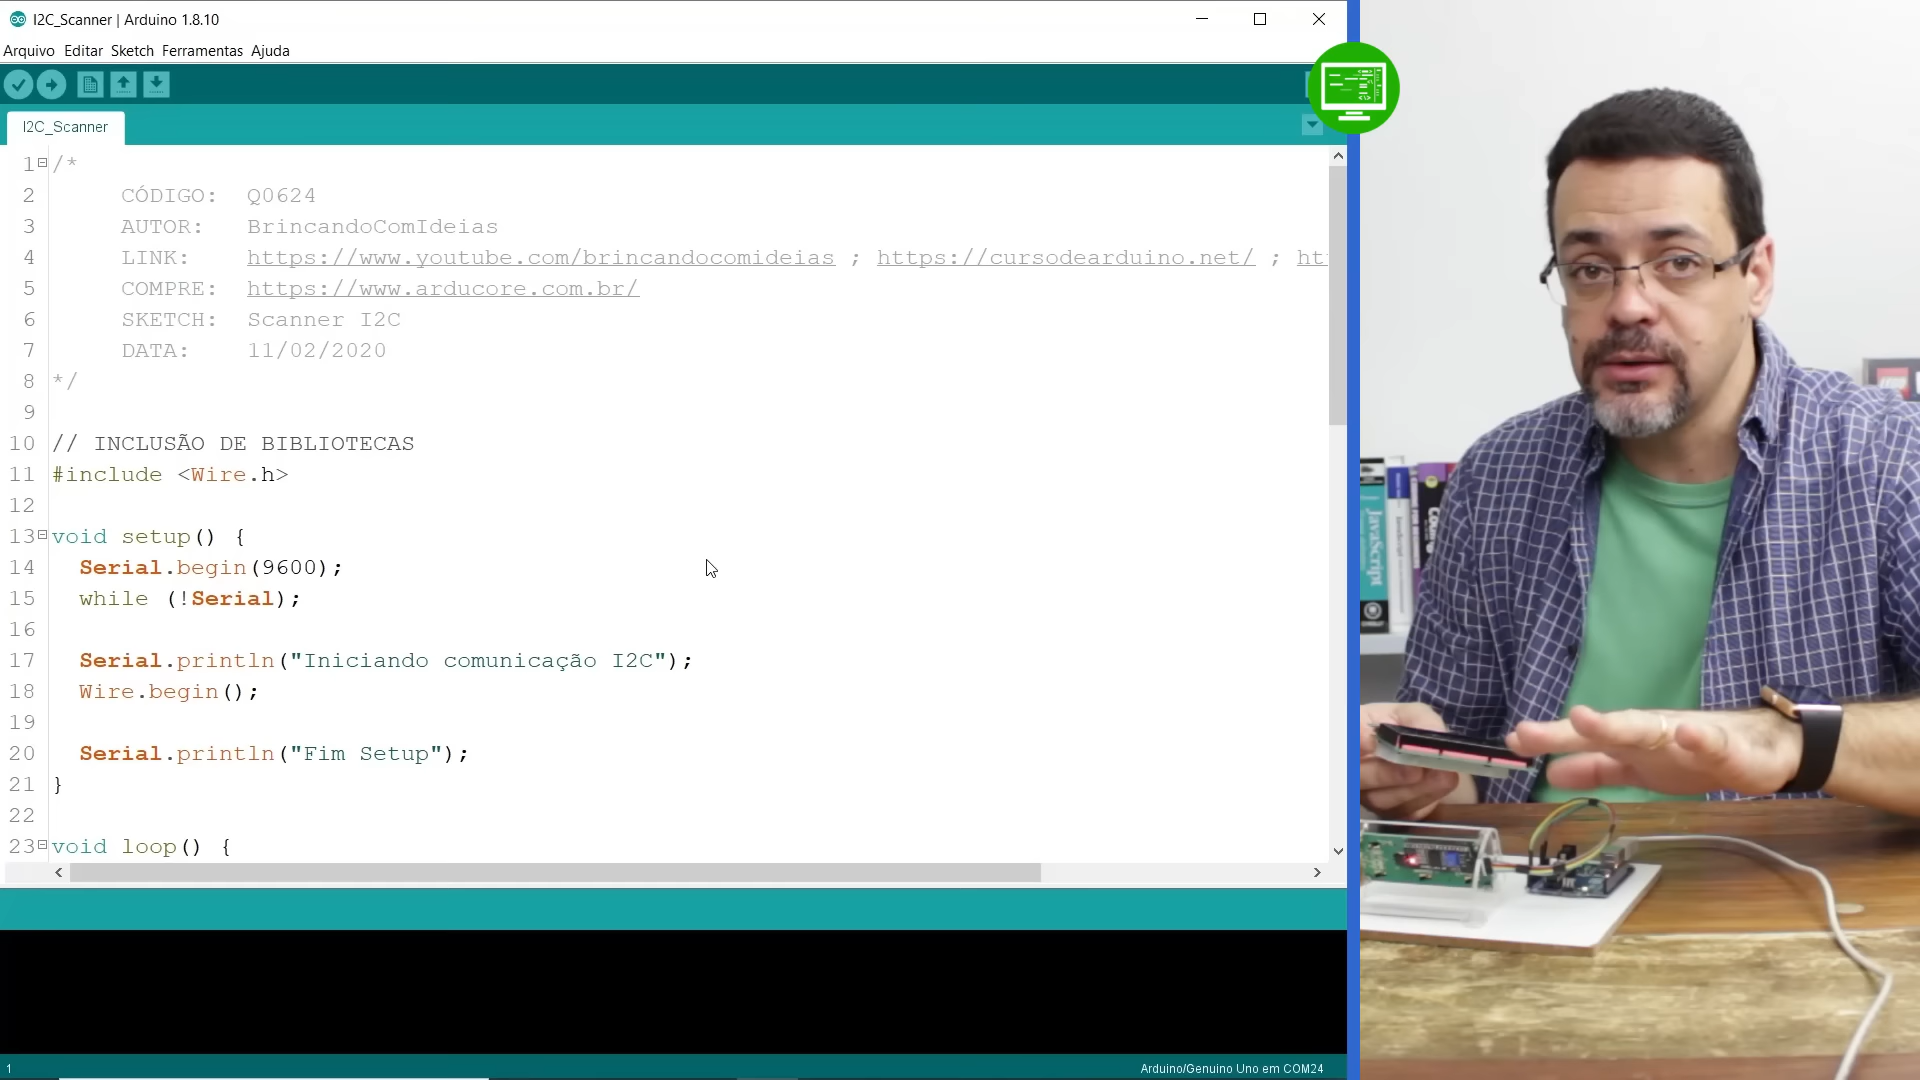 I2C_Scanner | Arduino 1.8.10
Arquivo Editar Sketch Ferramentas Ajuda
I2C_Scanner
1 /*
2 CÓDIGO: Q0624
3 AUTOR: BrincandoComIdeias
4 LINK: https://www.youtube.com/brincandocomideias ; https://cursodearduino.net/ ; ht
5 COMPRE: https://www.arducore.com.br/
6 SKETCH: Scanner I2C
7 DATA: 11/02/2020
8 */
9
10 // INCLUSÃO DE BIBLIOTECAS
11 #include <Wire.h>
12
13 void setup() {
14 Serial.begin(9600);
15 while (!Serial);
16
17 Serial.println("Iniciando comunicação I2C");
18 Wire.begin();
19
20 Serial.println("Fim Setup");
21 }
22
23 void loop() {
1
Arduino/Genuino Uno em COM24
JavaScript